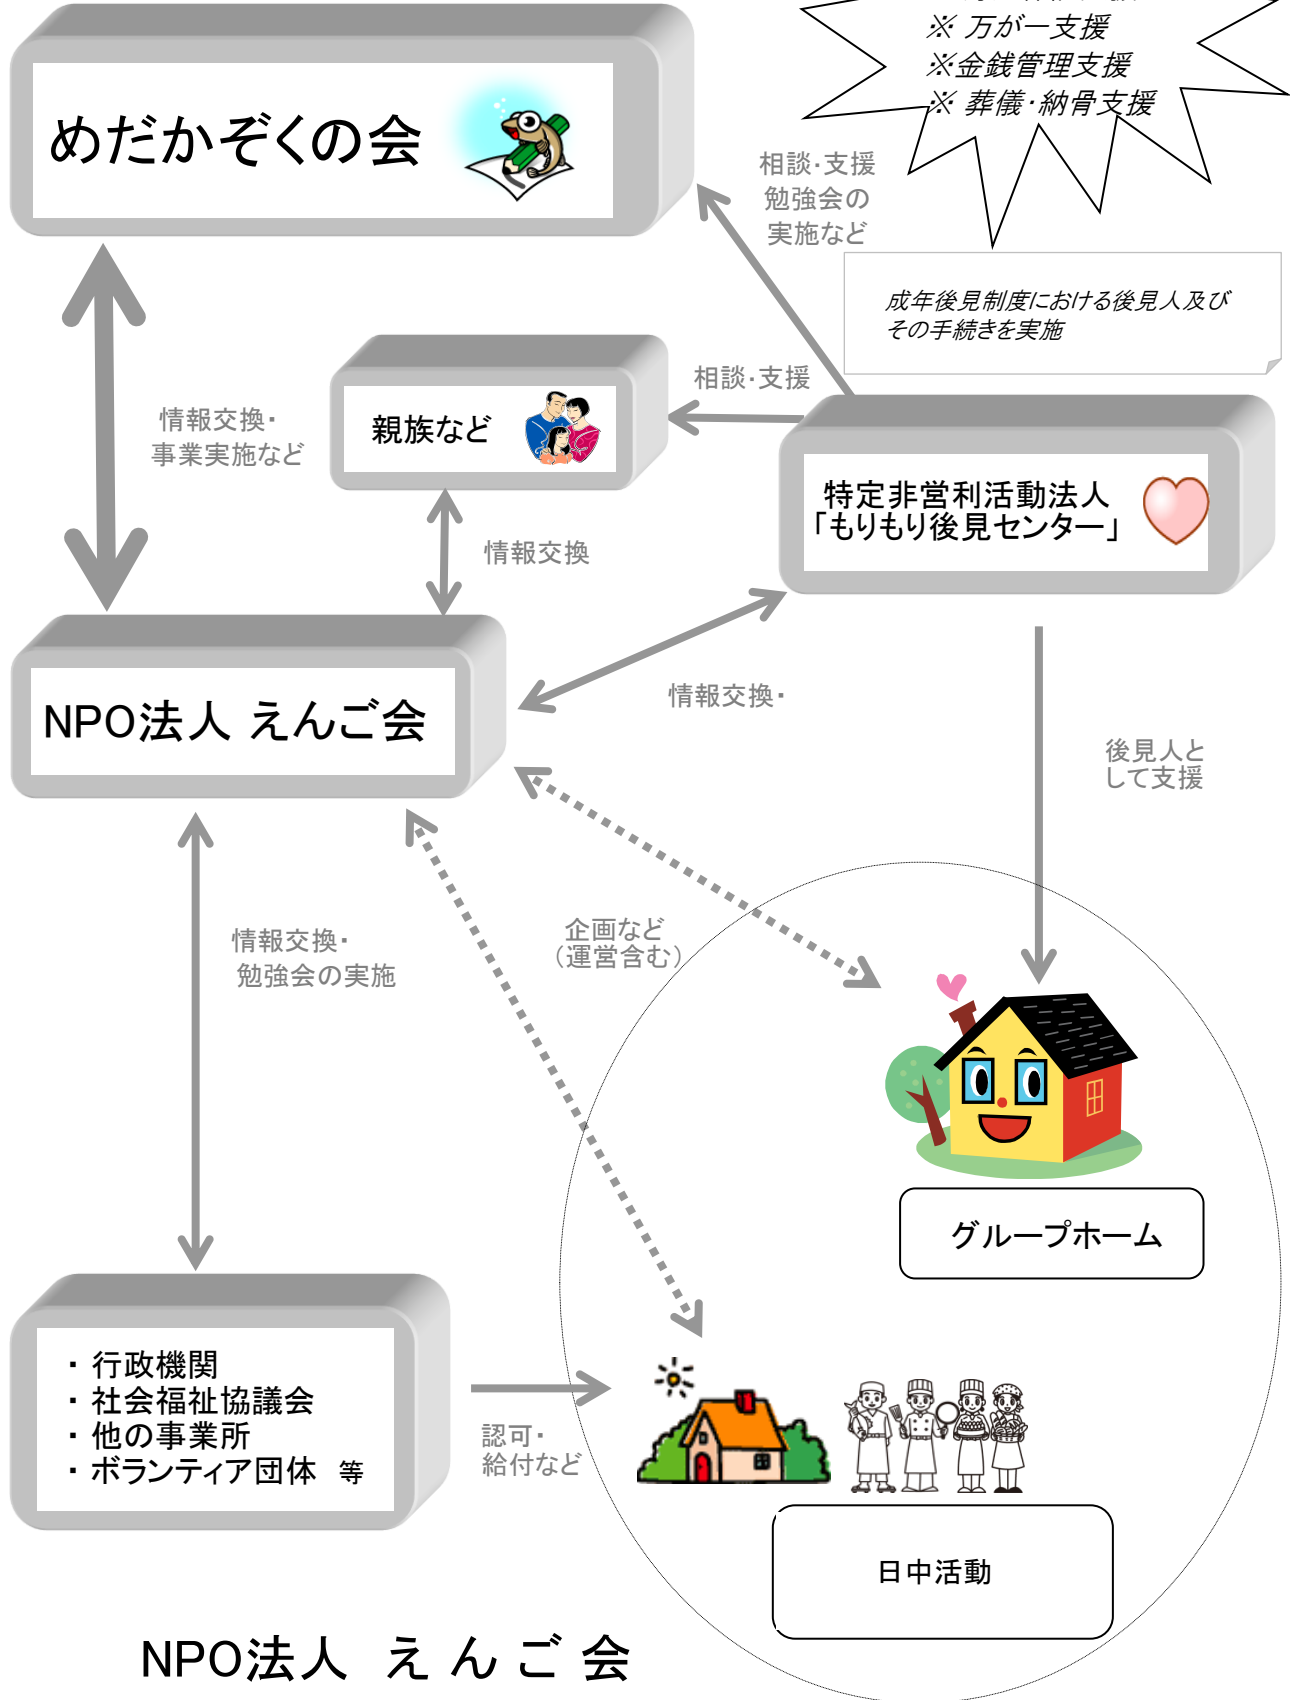 ※ 万が一支援
※金銭管理支援
※ 葬儀・納骨支援
めだかぞくの会
相談・支援
勉強会の
実施など
成年後見制度における後見人及び
その手続きを実施
情報交換・
事業実施など
親族など
相談・支援
特定非営利活動法人
「もりもり後見センター」
情報交換
NPO法人 えんご会
情報交換・
後見人と
して支援
情報交換・
勉強会の実施
企画など
（運営含む）
グループホーム
・ 行政機関
・ 社会福祉協議会
・ 他の事業所
・ ボランティア団体 等
認可・
給付など
日中活動
NPO法人 え ん ご 会